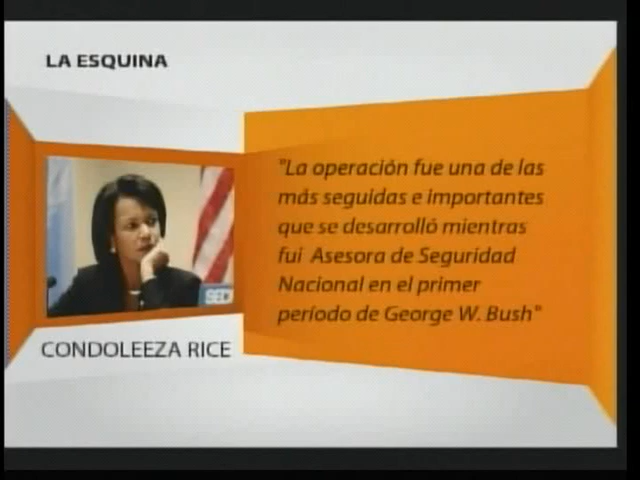 LA ESQUINA
"La operación fue una de las
más seguidas e importantes
que se desarrolló mientras
fui Asesora de Seguridad
Nacional en el primer
período de George W. Bush"
CONDOLEEZA RICE